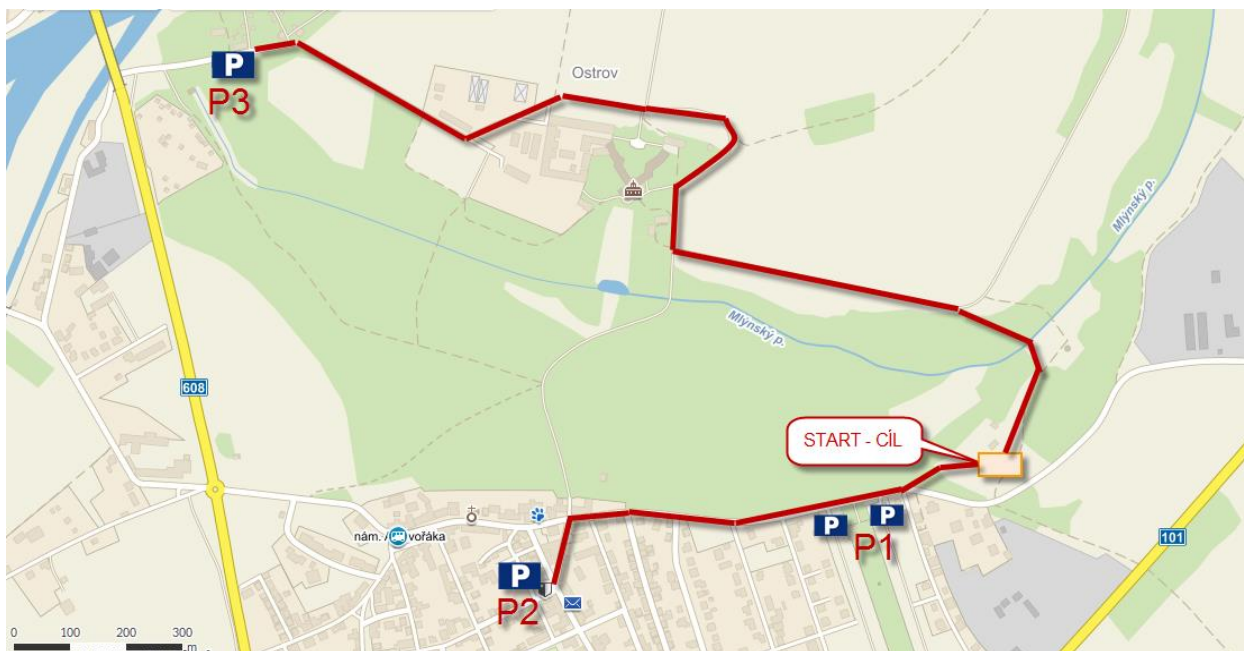 P
P3
Ostrov
Mlýnský p.
Mlýnský p.
608
START - CÍL
P
P
P1
nám. A
vořáka
101
P
P2
0 100 200 300
m